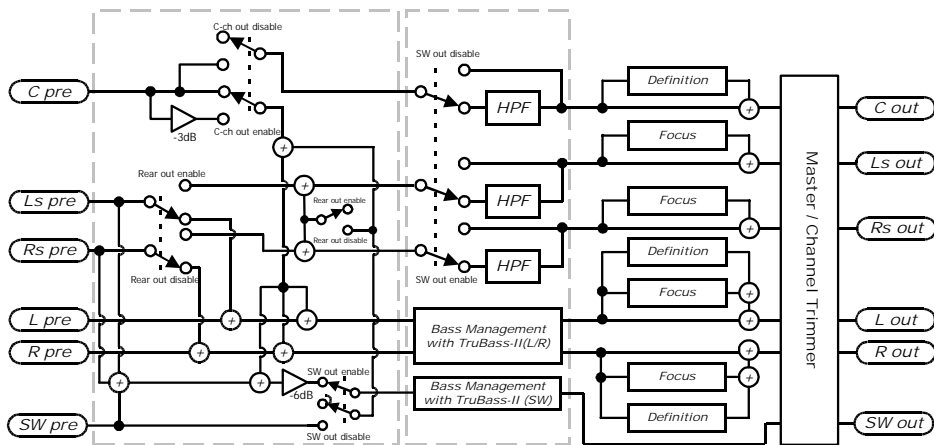 C-ch out disable
C pre
-3dB
C-ch out enable
SW out disable
HPF
Definition
+
C out
+
Focus
+
Ls out
Rear out enable
Ls pre
+
Rear out enable
HPF
Focus
+
Rs out
Rs pre
Rear out disable
+
Rear out disable
SW out enable
HPF
Definition
+
Focus
+
L pre
+
+
Bass Management
with TruBass-II(L/R)
L out
R pre
+
+
+
R out
Focus
+
+
+
-6dB
SW out enable
Bass Management
with TruBass-II (SW)
Definition
+
SW pre
SW out disable
SW out
Master / Channel Trimmer